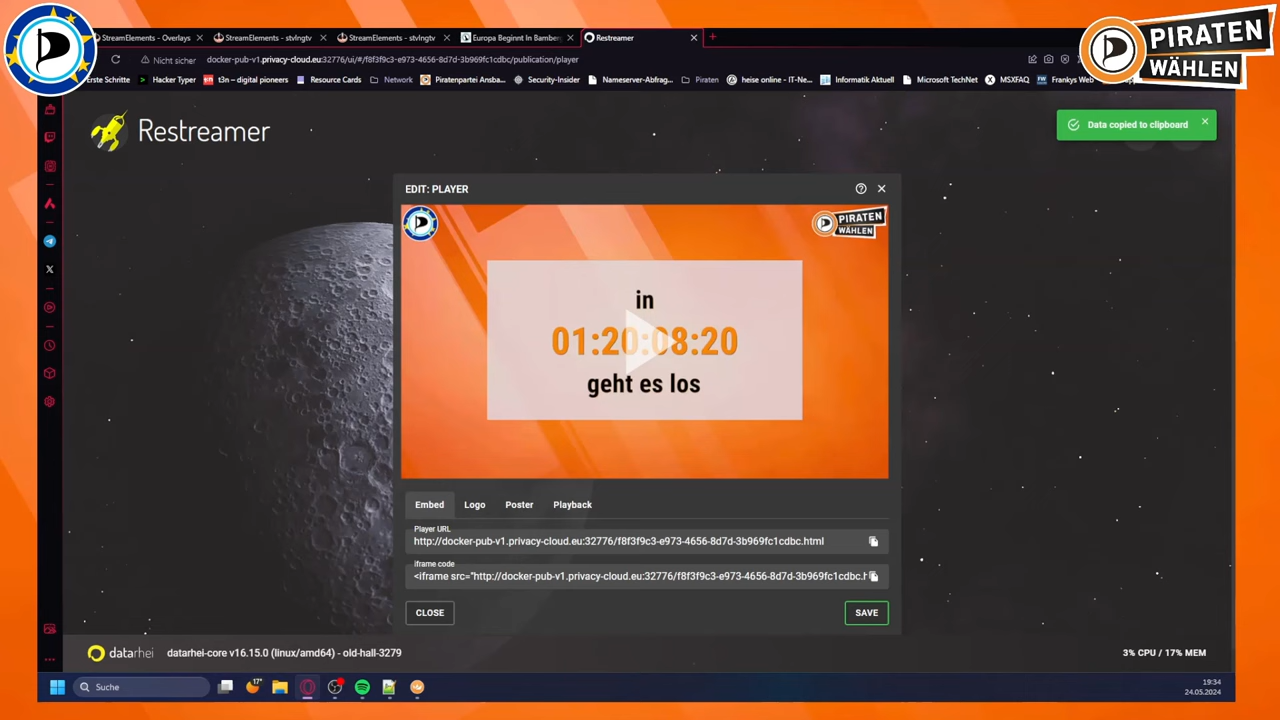 PIRATEN
WÄHLEN
StreamElements - Overlays
StreamElements - stvlngtv
StreamElements - stvlngtv
Europa Beginnt In Bamber
Restreamer
Nicht sicher
docker-pub-v1.privacy-cloud.eu:32776/ui/#/f8f3f9c3-e973-4656-8d7d-3b969fc1cdbc/publication/player
Erste Schritte
Hacker Typer
t3n – digital pioneers
Resource Cards
Network
Piratenpartei Ansba...
Security-Insider
Nameserver-Abfrag...
Piraten
heise online - IT-Ne...
Informatik Aktuell
Microsoft TechNet
MSXFAQ
Frankys Web
Restreamer
Data copied to clipboard
EDIT: PLAYER
PIRATEN
WÄHLEN
in
01:20:08:20
geht es los
Embed
Logo
Poster
Playback
Player URL
http://docker-pub-v1.privacy-cloud.eu:32776/f8f3f9c3-e973-4656-8d7d-3b969fc1cdbc.html
iframe code
<iframe src="http://docker-pub-v1.privacy-cloud.eu:32776/f8f3f9c3-e973-4656-8d7d-3b969fc1cdbc.h
CLOSE
SAVE
datarhei
datarhei-core v16.15.0 (linux/amd64) - old-hall-3279
3% CPU / 17% MEM
Suche
17°
19:34
24.05.2024